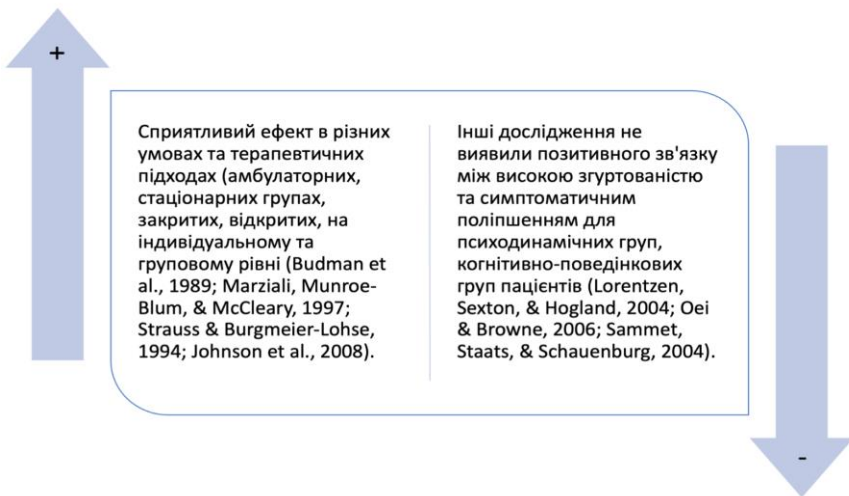 +
Сприятливий ефект в різних
умовах та терапевтичних
підходах (амбулаторних,
стаціонарних групах,
закритих, відкритих, на
індивідуальному та
груповому рівні (Budman et
al., 1989; Marziali, Munroe-
Blum, & McCleary, 1997;
Strauss & Burgmeier-Lohse,
1994; Johnson et al., 2008).
Інші дослідження не
виявили позитивного зв'язку
між високою згуртованістю
та симптоматичним
поліпшенням для
психодинамічних груп,
когнітивно-поведінкових
груп пацієнтів (Lorentzen,
Sexton, & Hogland, 2004; Oei
& Browne, 2006; Sammet,
Staats, & Schauenburg, 2004).
-